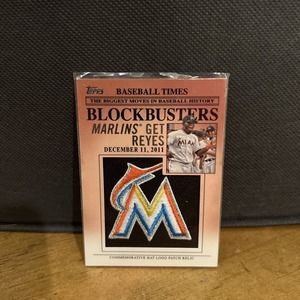 Topps
BASEBALL TIMES
THE BIGGEST MOVES IN BASEBALL HISTORY
BLOCKBUSTERS
MARLINS' GET
REYES
DECEMBER 11, 2011
MIAMI
M
COMMEMORATIVE HAT LOGO PATCH RELIC